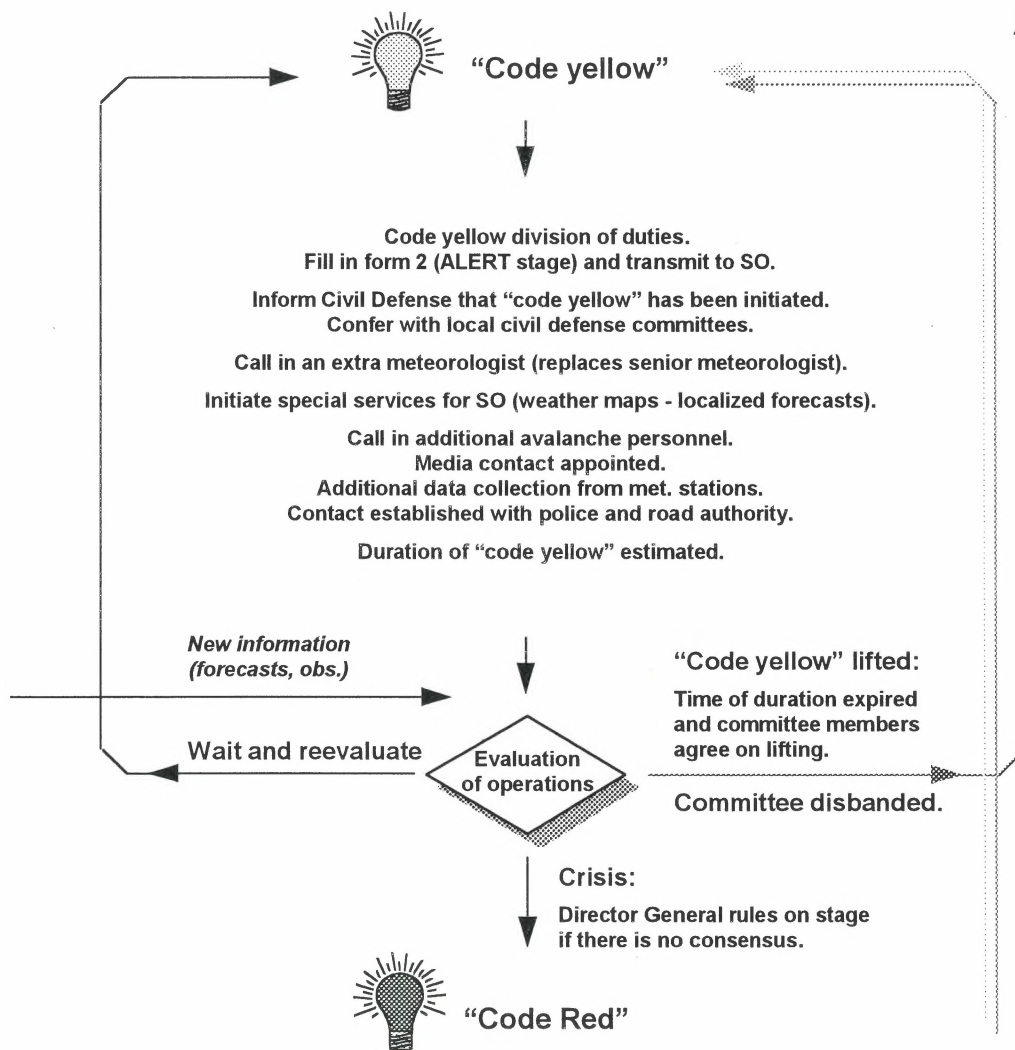 “Code yellow”
Code yellow division of duties.
Fill in form 2 (ALERT stage) and transmit to SO.
Inform Civil Defense that “code yellow” has been initiated.
Confer with local civil defense committees.
Call in an extra meteorologist (replaces senior meteorologist).
Initiate special services for SO (weather maps - localized forecasts).
Call in additional avalanche personnel.
Media contact appointed.
Additional data collection from met. stations.
Contact established with police and road authority.
Duration of “code yellow” estimated.
New information
(forecasts, obs.)
Wait and reevaluate
Evaluation
of operations
“Code yellow” lifted:
Time of duration expired
and committee members
agree on lifting.
Committee disbanded.
Crisis:
Director General rules on stage
if there is no consensus.
“Code Red”